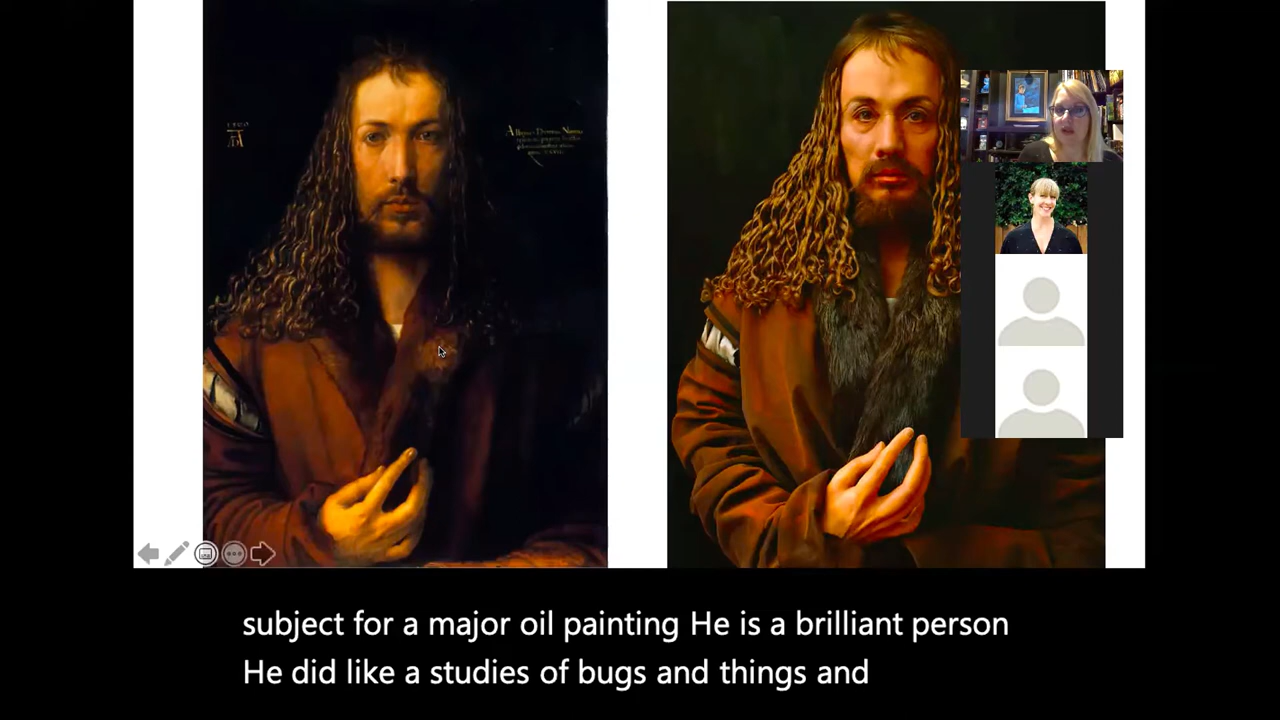 subject for a major oil painting He is a brilliant person
He did like a studies of bugs and things and